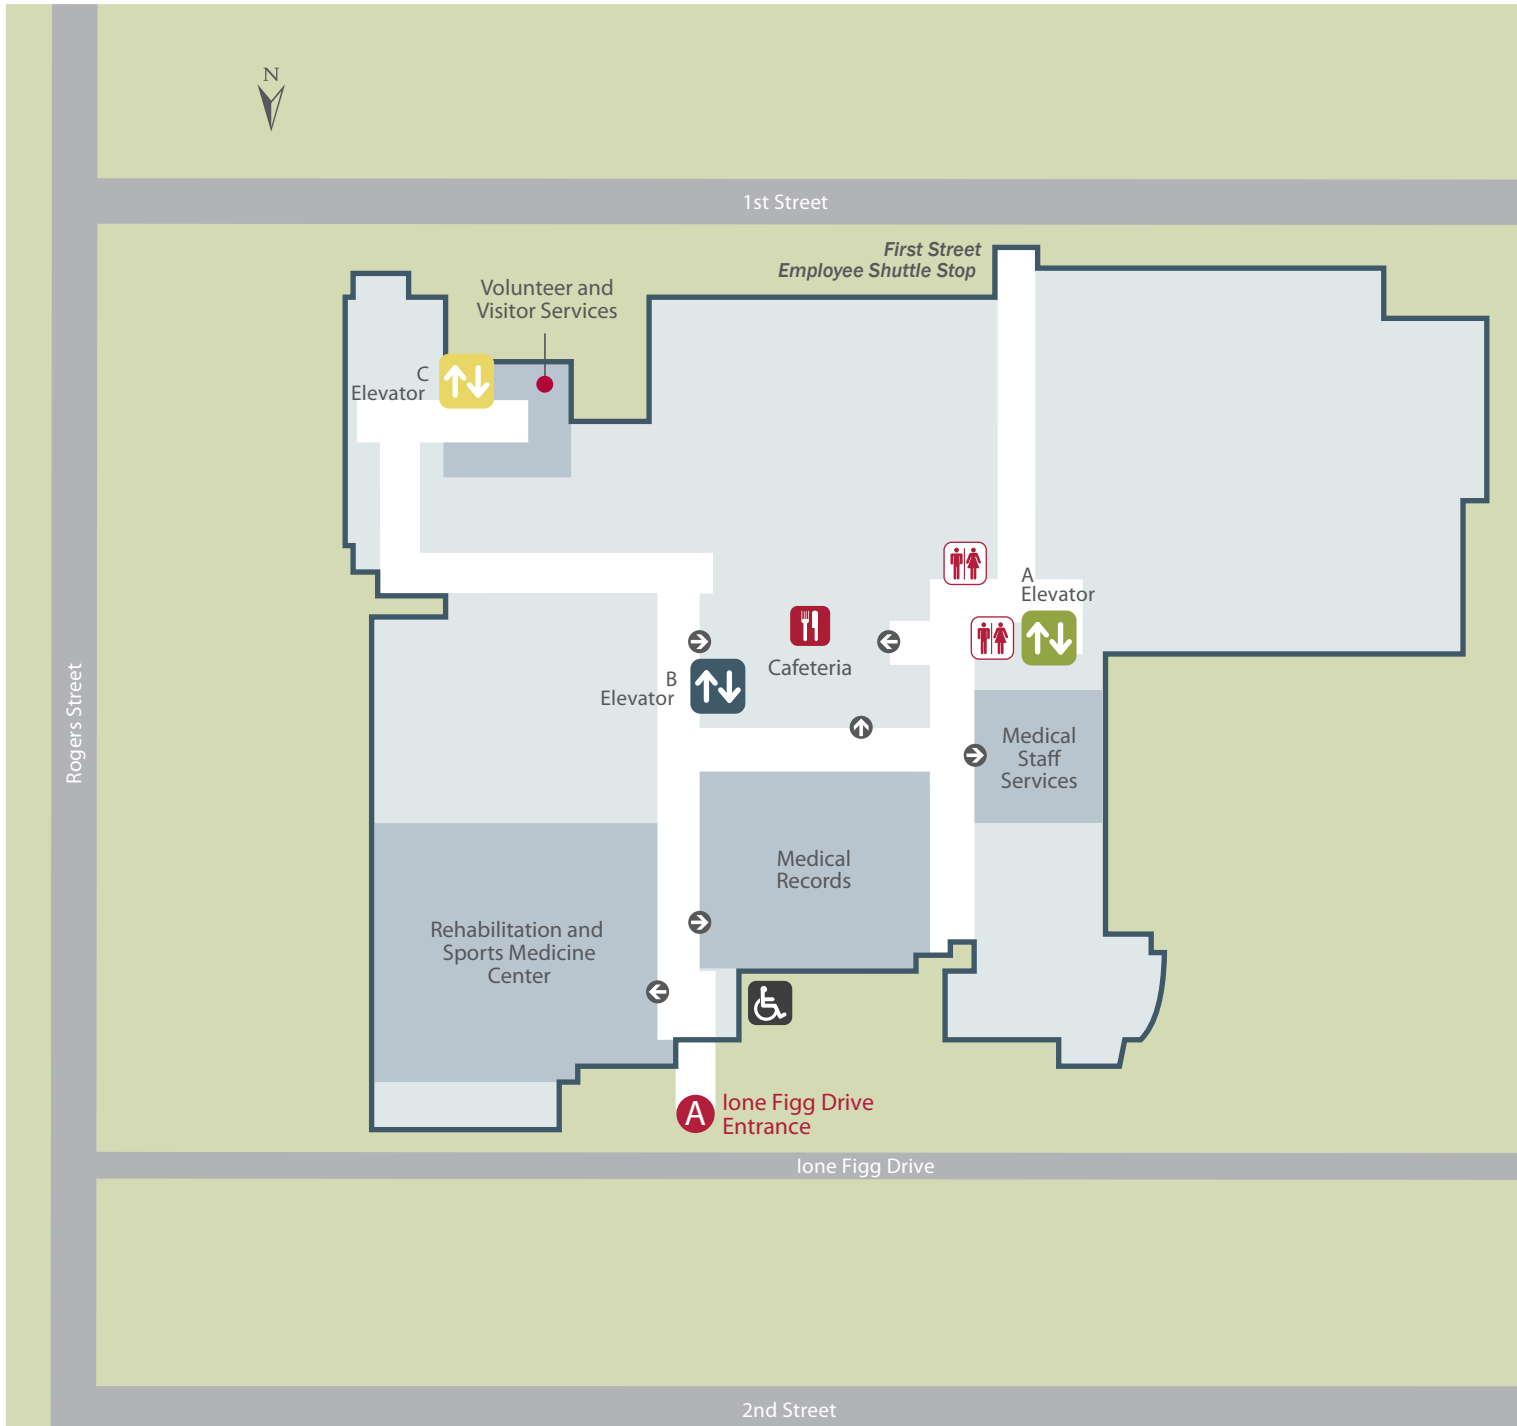 N
1st Street
First Street
Employee Shuttle Stop
Volunteer and
Visitor Services
C
Elevator
A
Elevator
Cafeteria
B
Elevator
Rogers Street
Medical
Staff
Services
Medical
Records
Rehabilitation and
Sports Medicine
Center
A
Ione Figg Drive
Entrance
Ione Figg Drive
2nd Street